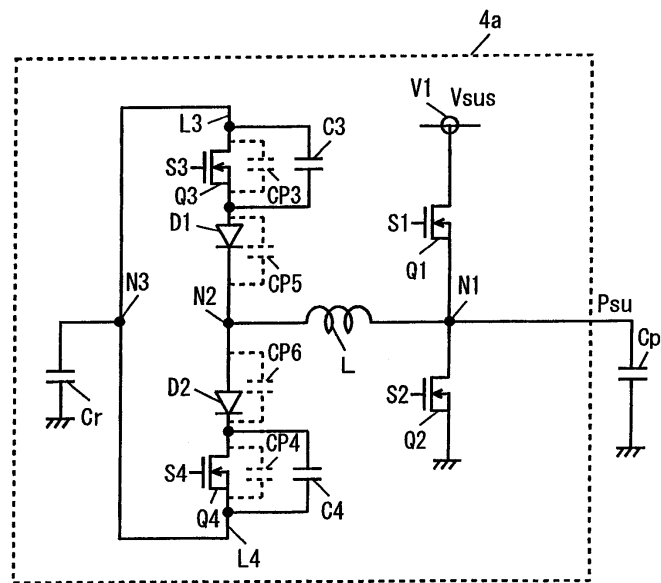 4a
V1
Vsus
L3
C3
S3
Q3
CP3
D1
S1
Q1
CP5
N3
N2
N1
Psu
L
Cr
CP6
D2
S2
Q2
Cp
S4
CP4
Q4
C4
L4